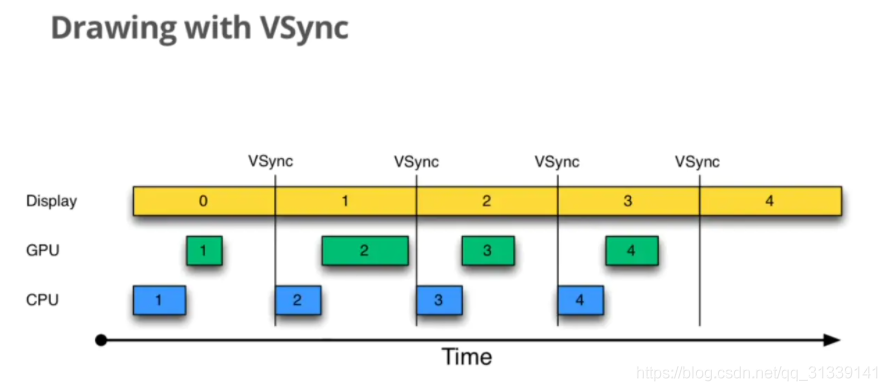 Drawing with VSync
VSync VSync VSync VSync
Display 0 1 2 3 4
GPU 1 2 3 4
CPU 1 2 3 4
Time
https://blog.csdn.net/qq_31339141